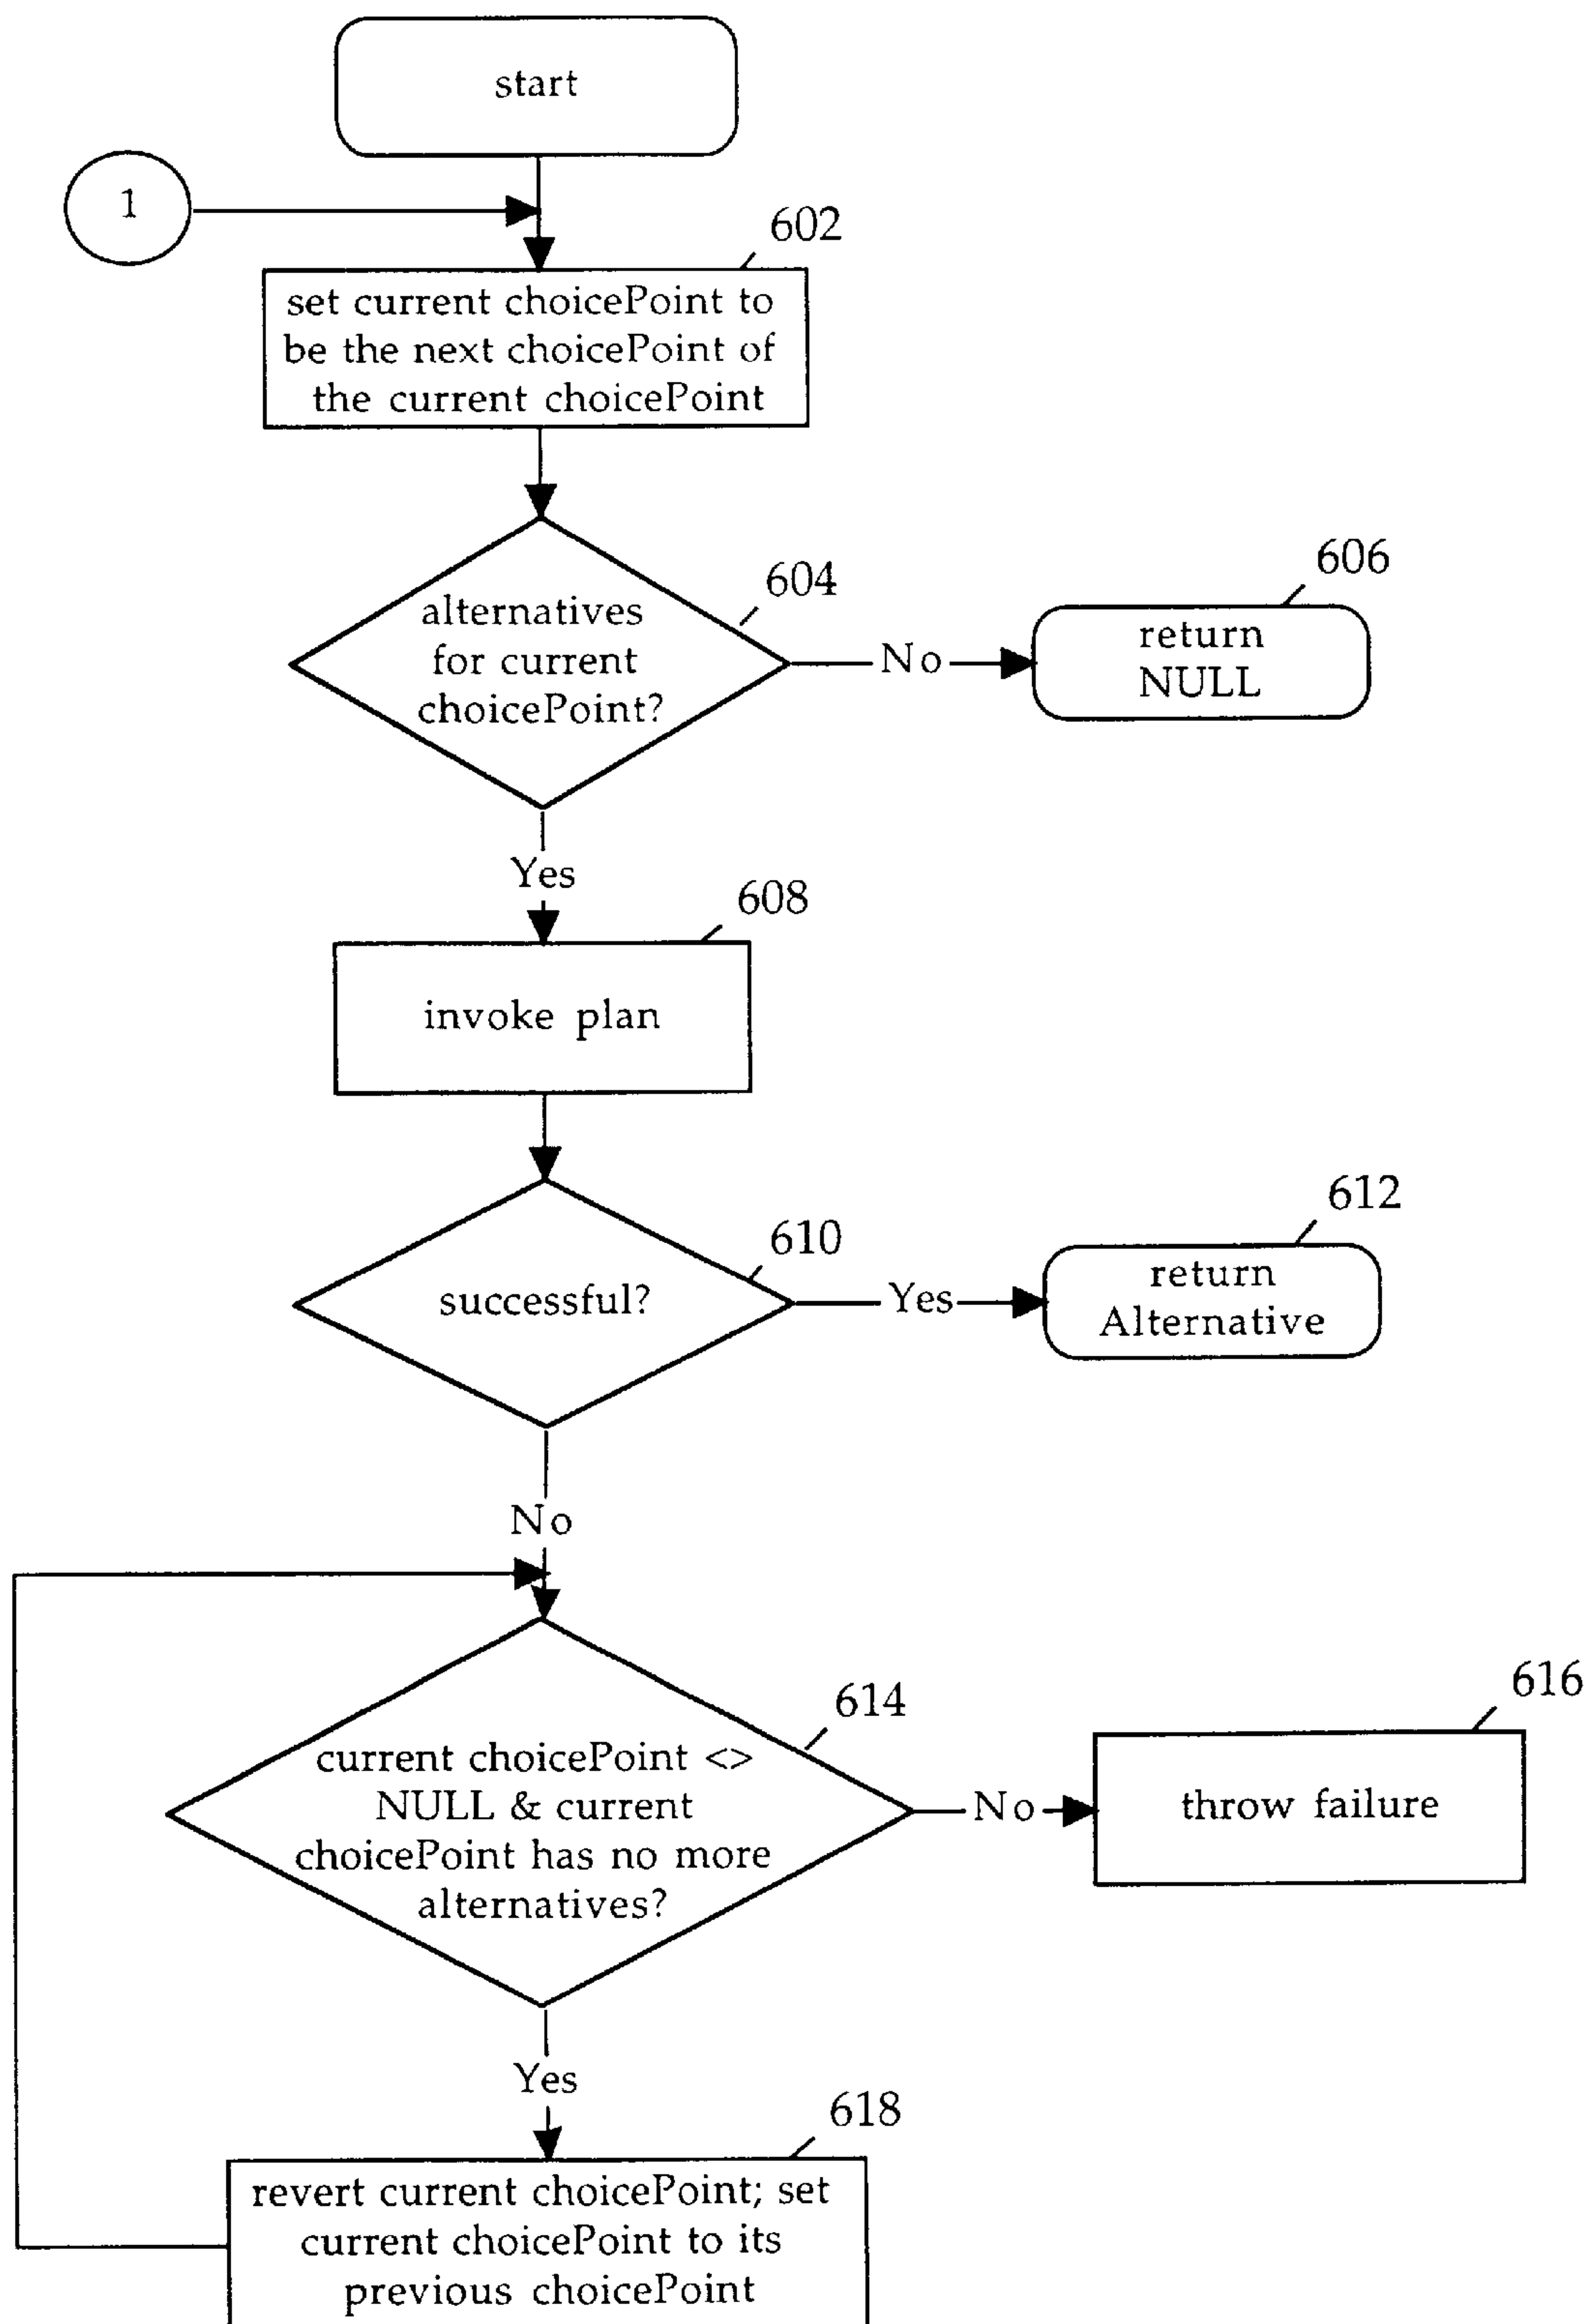 start
1
602
set current choicePoint to
be the next choicePoint of
the current choicePoint
604
alternatives
for current
choicePoint?
No
606
return
NULL
Yes
608
invoke plan
610
successful?
Yes
612
return
Alternative
No
614
current choicePoint <>
NULL & current
choicePoint has no more
alternatives?
No
616
throw failure
Yes
618
revert current choicePoint; set
current choicePoint to its
previous choicePoint